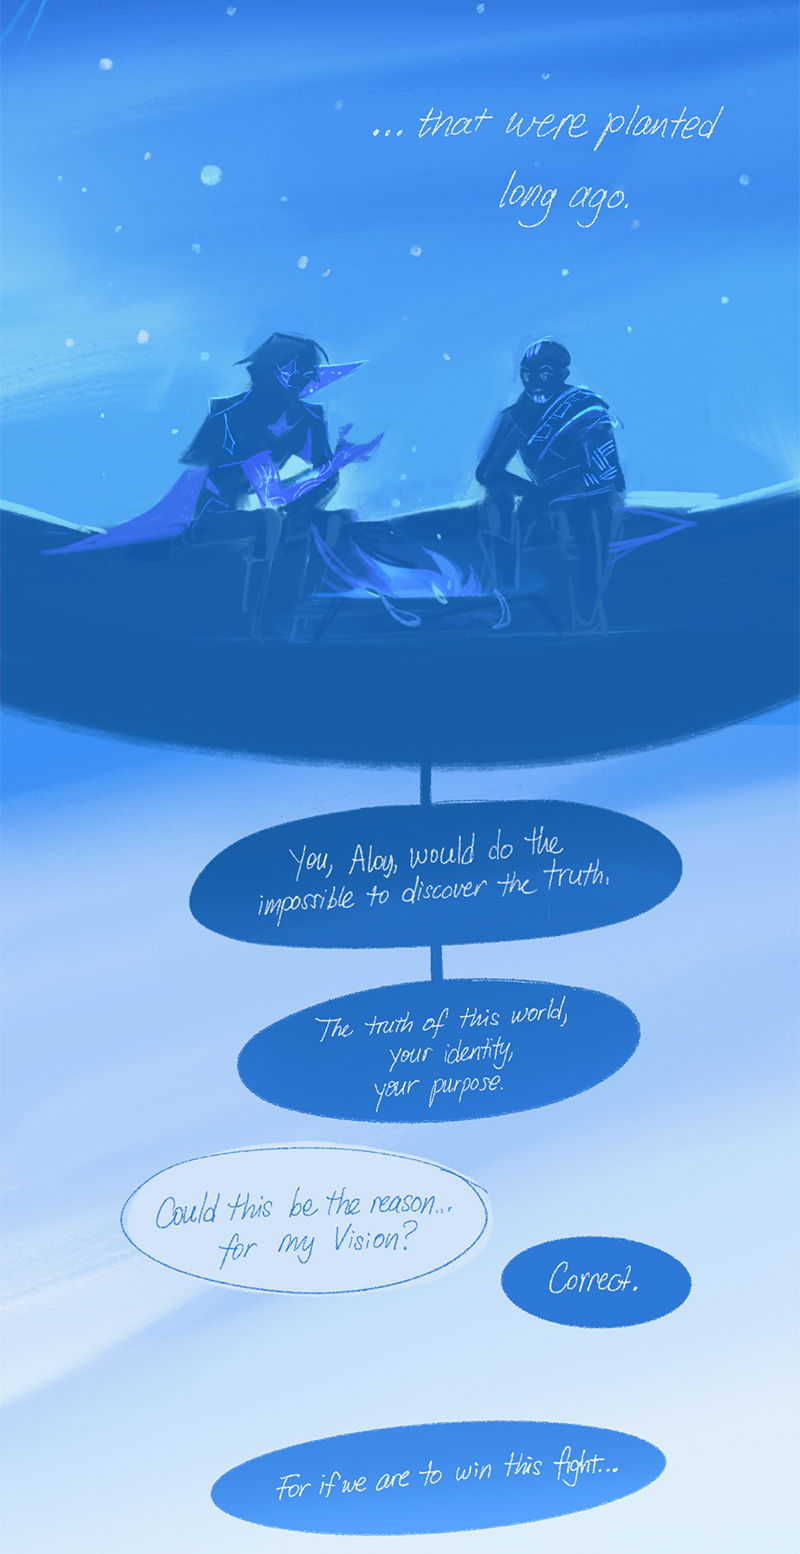 ... that were planted
long ago.
You, Aloy, would do the
impossible to discover the truth.
The truth of this world,
your identity,
your purpose.
Could this be the reason...
for my Vision?
Correct.
For if we are to win this fight...